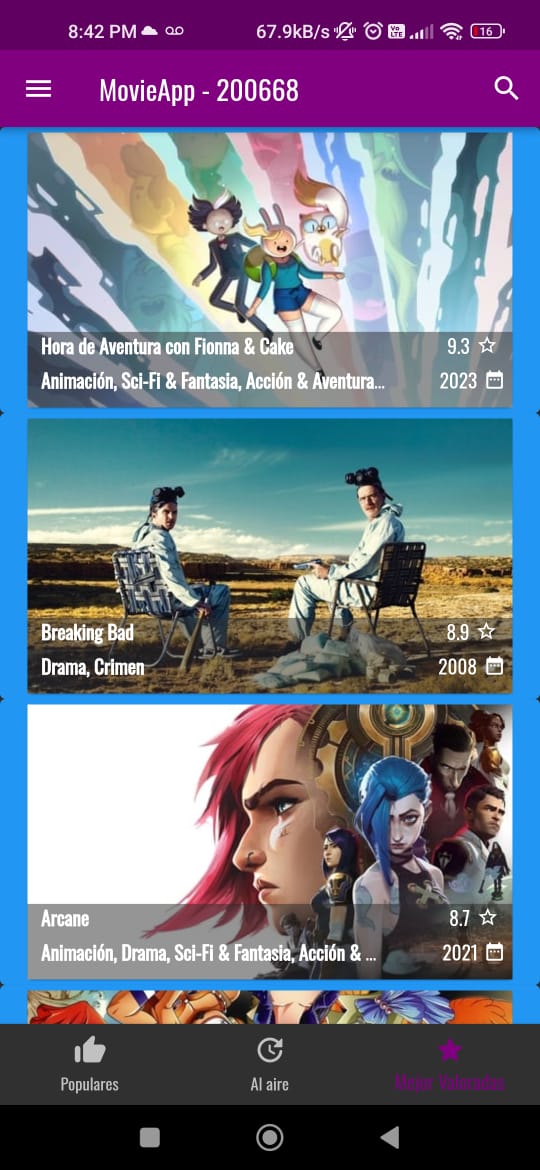 8:42 PM
67.9kB/s
Vo LTE
16
MovieApp - 200668
Hora de Aventura con Fionna & Cake
9.3
Animación, Sci-Fi & Fantasia, Acción & Aventura...
2023
Breaking Bad
8.9
Drama, Crimen
2008
Arcane
8.7
Animación, Drama, Sci-Fi & Fantasia, Acción & ...
2021
Populares
Al aire
Mejor Valoradas